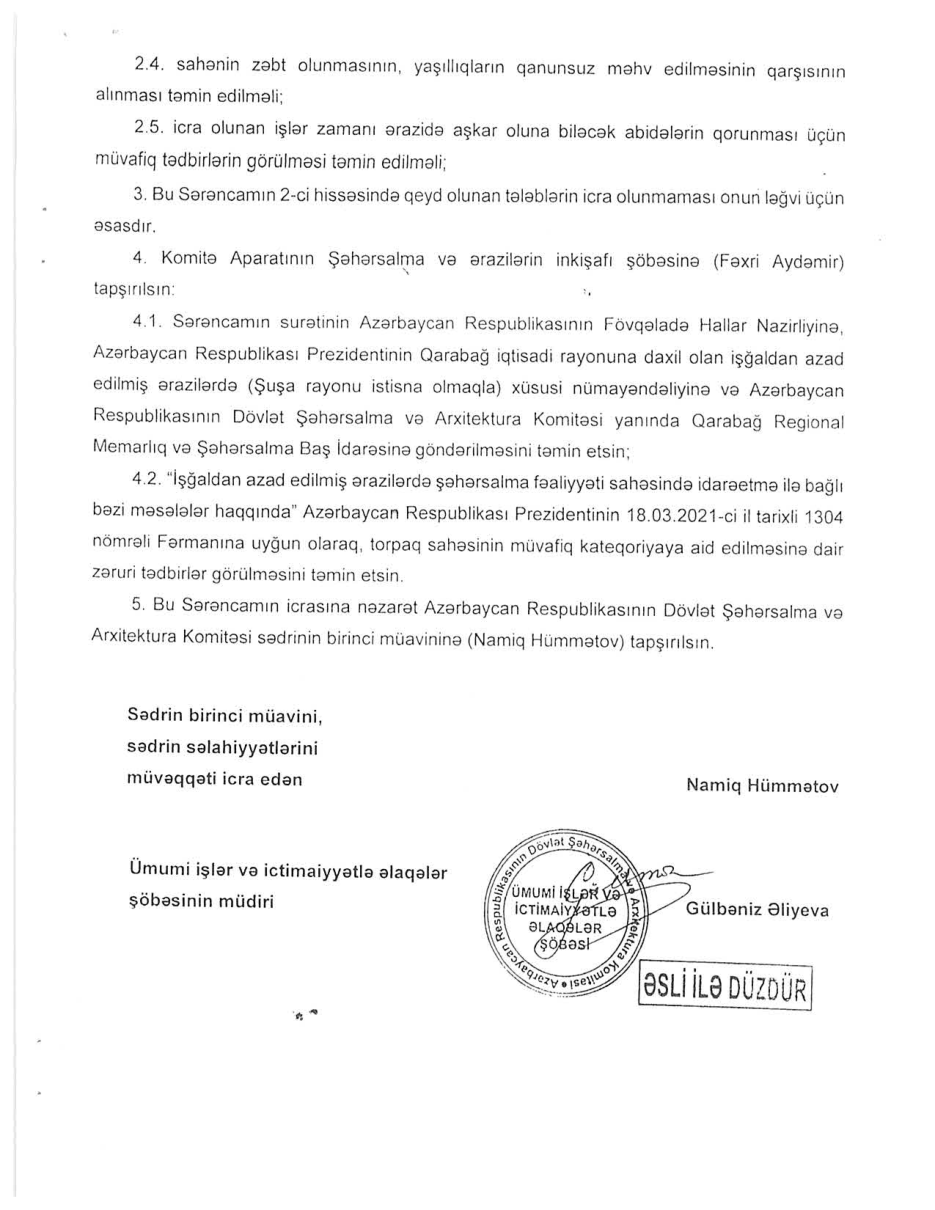 2.4. sahənin zəbt olunmasının, yaşıllıqların qanunsuz məhv edilməsinin qarşısının
alınması təmin edilməli;
2.5. icra olunan işlər zamanı ərazidə aşkar oluna biləcək abidələrin qorunması üçün
müvafiq tədbirlərin görülməsi təmin edilməli;
3. Bu Sərəncamın 2-ci hissəsində qeyd olunan tələblərin icra olunmaması onun ləğvi üçün
əsasdır.
4. Komitə Aparatının Şəhərsalma və ərazilərin inkişafı şöbəsinə (Fəxri Aydəmir)
tapşırılsın:
4.1. Sərəncamın surətinin Azərbaycan Respublikasının Fövqəladə Hallar Nazirliyinə,
Azərbaycan Respublikası Prezidentinin Qarabağ iqtisadi rayonuna daxil olan işğaldan azad
edilmiş ərazilərdə (Şuşa rayonu istisna olmaqla) xüsusi nümayəndəliyinə və Azərbaycan
Respublikasının Dövlət Şəhərsalma və Arxitektura Komitəsi yanında Qarabağ Regional
Memarlıq və Şəhərsalma Baş İdarəsinə göndərilməsini təmin etsin;
4.2. “İşğaldan azad edilmiş ərazilərdə şəhərsalma fəaliyyəti sahəsində idarəetmə ilə bağlı
bəzi məsələlər haqqında” Azərbaycan Respublikası Prezidentinin 18.03.2021-ci il tarixli 1304
nömrəli Fərmanına uyğun olaraq, torpaq sahəsinin müvafiq kateqoriyaya aid edilməsinə dair
zəruri tədbirlər görülməsini təmin etsin.
5. Bu Sərəncamın icrasına nəzarət Azərbaycan Respublikasının Dövlət Şəhərsalma və
Arxitektura Komitəsi sədrinin birinci müavininə (Namiq Hümmətov) tapşırılsın.
Sədrin birinci müavini,
sədrin səlahiyyətlərini
müvəqqəti icra edən
Namiq Hümmətov
Ümumi işlər və ictimaiyyətlə əlaqələr
şöbəsinin müdiri
Gülbəniz Əliyeva
Azərbaycan Respublikasının Dövlət Şəhərsalma və Arxitektura Komitəsi
ÜMUMİ İŞLƏR VƏ
İCTİMAİYYƏTLƏ
ƏLAQƏLƏR
ŞÖBƏSİ
ƏSLİ İLƏ DÜZDÜR